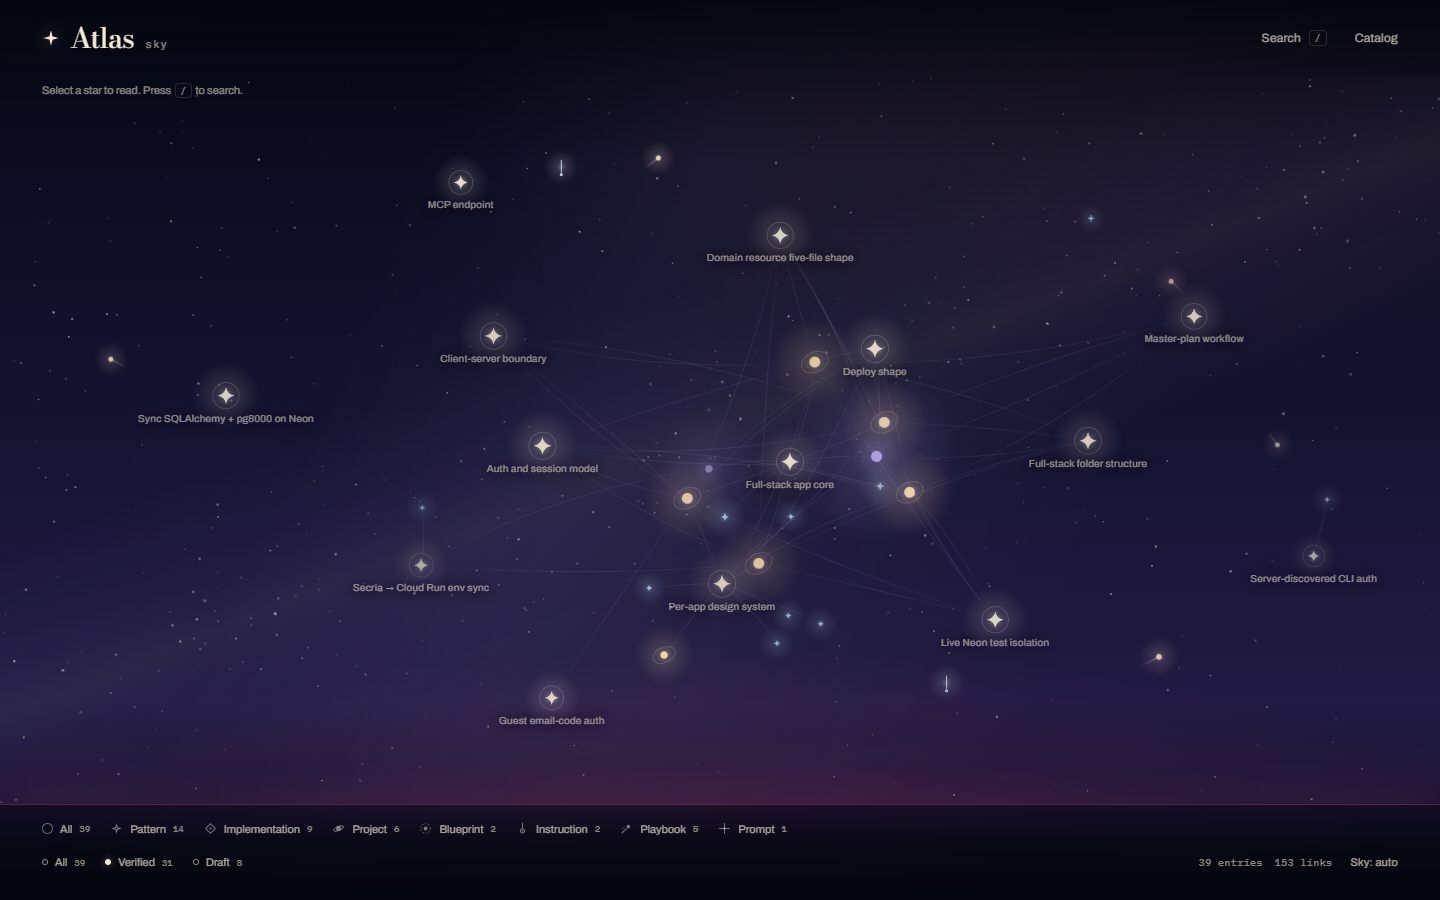 Atlas sky
Search / Catalog
Select a star to read. Press / to search.
MCP endpoint
Domain resource five-file shape
Master-plan workflow
Client-server boundary
Deploy shape
Sync SQLAlchemy + pg8000 on Neon
Auth and session model
Full-stack folder structure
Full-stack app core
Secria → Cloud Run env sync
Server-discovered CLI auth
Per-app design system
Live Neon test isolation
Guest email-code auth
All 39 Pattern 14 Implementation 9 Project 6 Blueprint 2 Instruction 2 Playbook 5 Prompt 1
All 39 Verified 31 Draft 8 39 entries 153 links Sky: auto